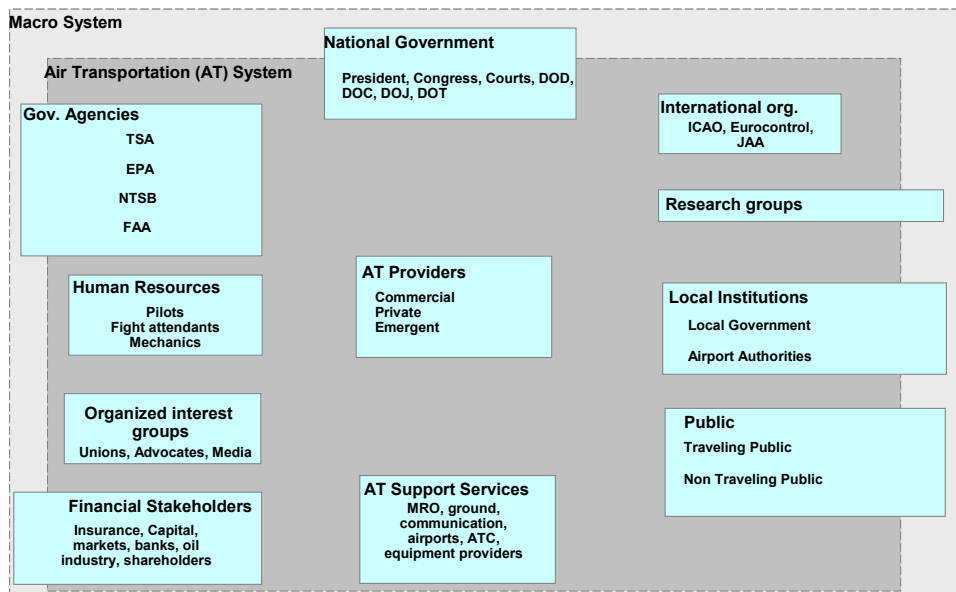 Macro System
National Government
President, Congress, Courts, DOD,
DOC, DOJ, DOT
Air Transportation (AT) System
Gov. Agencies
TSA
EPA
NTSB
FAA
International org.
ICAO, Eurocontrol,
JAA
Research groups
Human Resources
Pilots
Fight attendants
Mechanics
AT Providers
Commercial
Private
Emergent
Local Institutions
Local Government
Airport Authorities
Organized interest
groups
Unions, Advocates, Media
Public
Traveling Public
Non Traveling Public
Financial Stakeholders
Insurance, Capital,
markets, banks, oil
industry, shareholders
AT Support Services
MRO, ground,
communication,
airports, ATC,
equipment providers